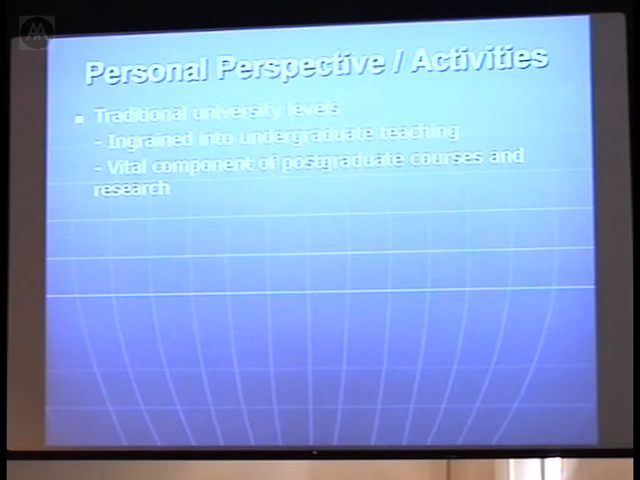 Personal Perspective / Activities
Traditional university levels
- Ingrained into undergraduate teaching
- Vital component of postgraduate courses and
research